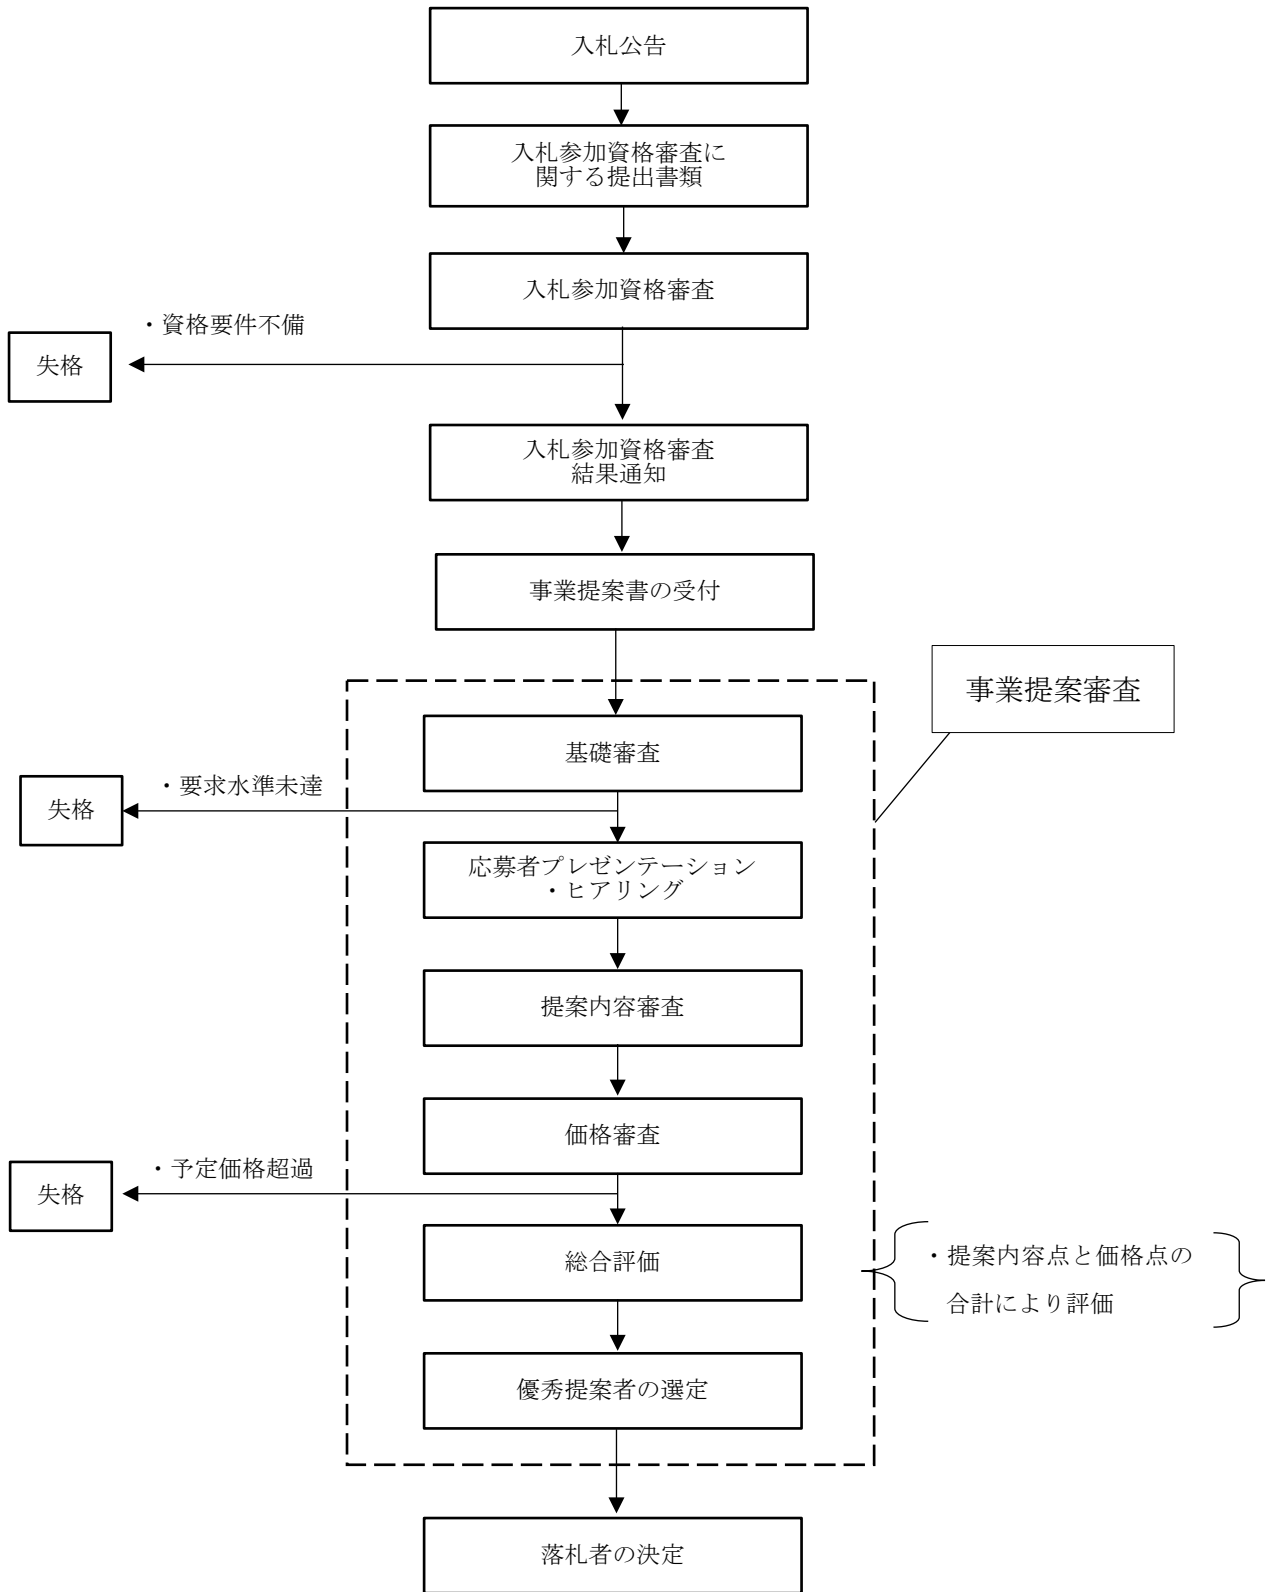 入札公告
入札参加資格審査に
関する提出書類
入札参加資格審査
・資格要件不備
失格
入札参加資格審査
結果通知
事業提案書の受付
事業提案審査
基礎審査
・要求水準未達
失格
応募者プレゼンテーション
・ヒアリング
提案内容審査
価格審査
・予定価格超過
失格
総合評価
・提案内容点と価格点の
合計により評価
優秀提案者の選定
落札者の決定